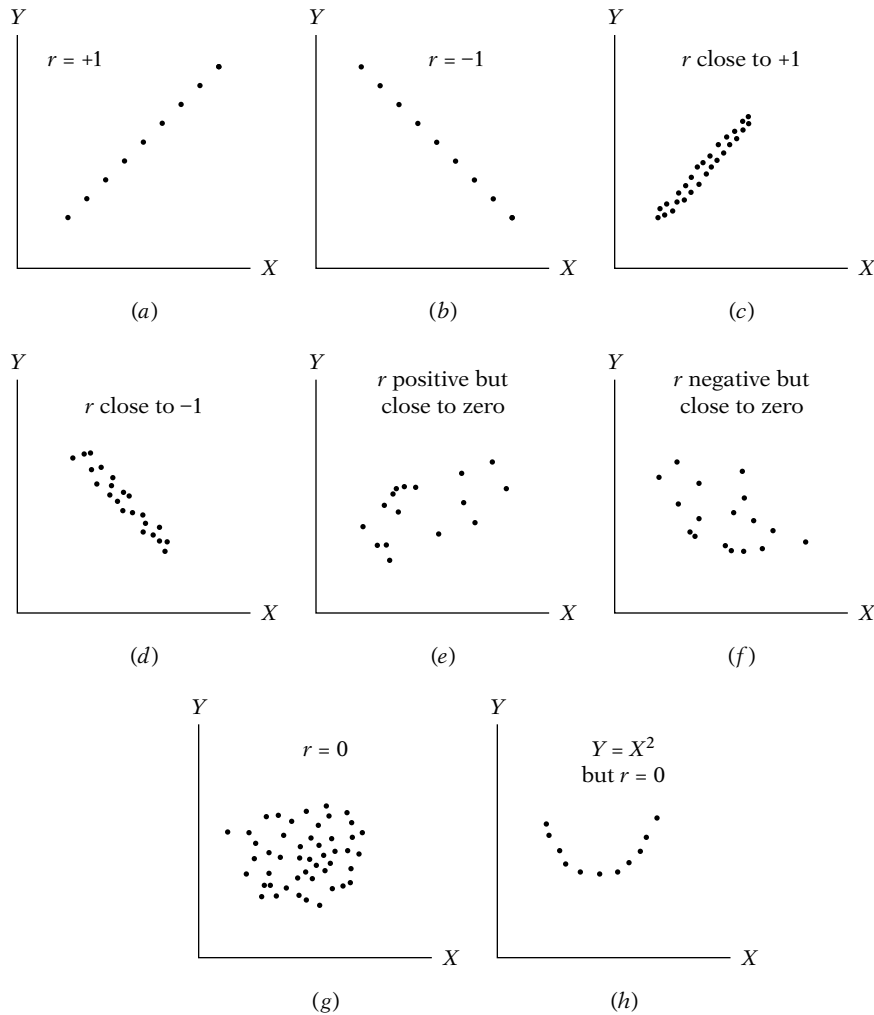 Y Y Y
r = +1 r = −1 r close to +1
X X X
(a) (b) (c)
Y Y Y
r close to −1 r positive but close to zero r negative but close to zero
X X X
(d) (e) (f)
Y Y
r = 0 Y = X² but r = 0
X X
(g) (h)